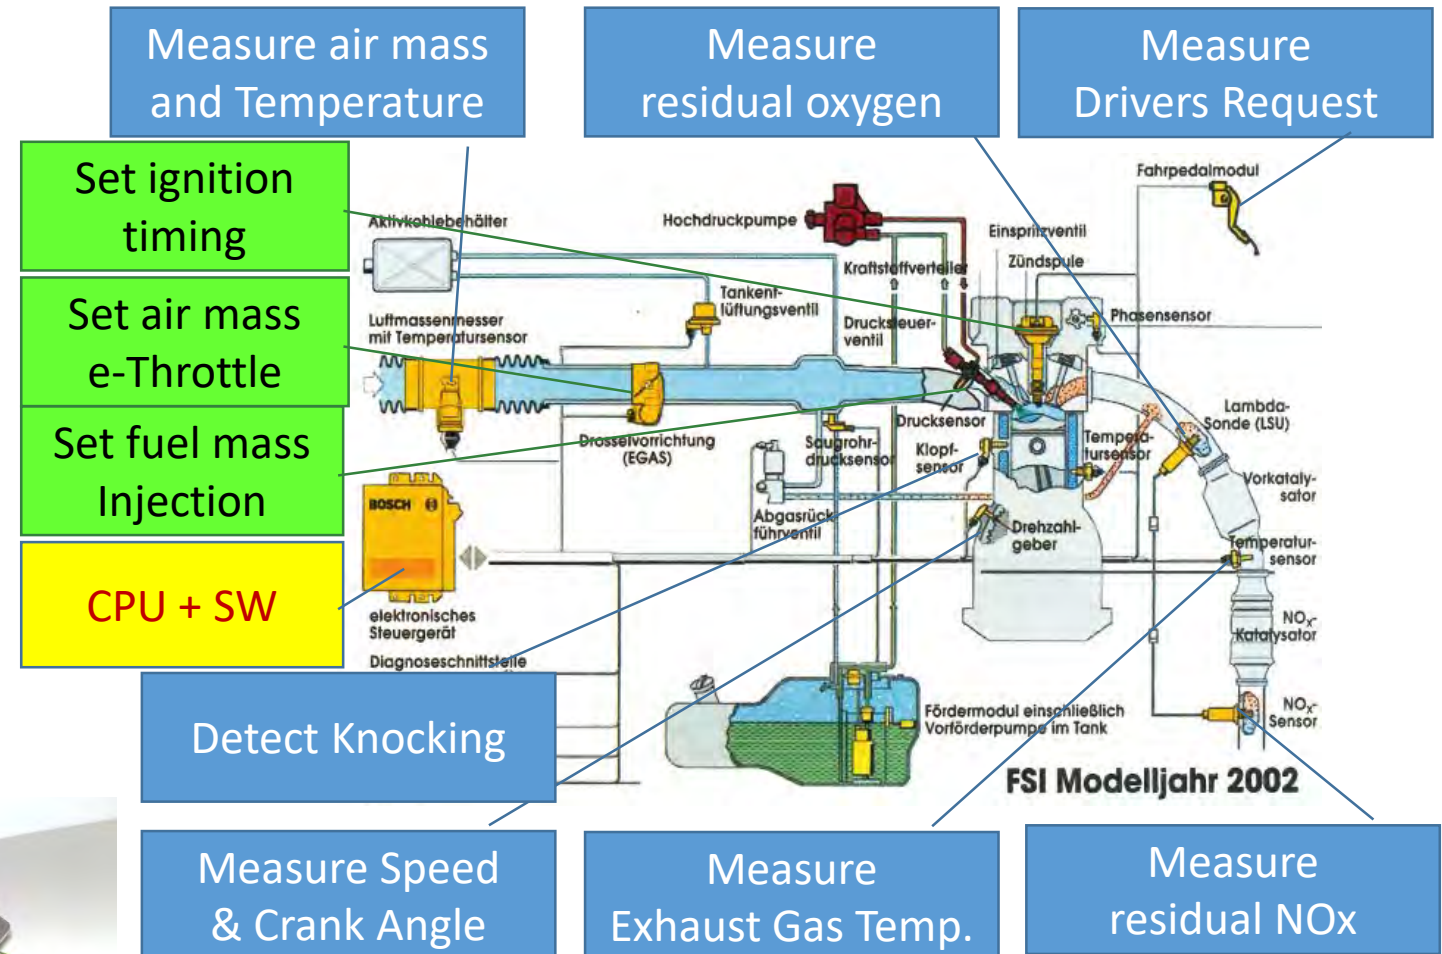 Measure air mass
and Temperature
Measure
residual oxygen
Measure
Drivers Request
Set ignition
timing
Set air mass
e-Throttle
Set fuel mass
Injection
CPU + SW
Detect Knocking
Measure Speed
& Crank Angle
Measure
Exhaust Gas Temp.
Measure
residual NOx
Aktivkohlebehälter
Hochdruckpumpe
Fahrpedalmodul
Einspritzventil
Zündspule
Kraftstoffverteiler
Tankent-
lüftungsventil
Drucksteuer-
ventil
Phasensensor
Luftmassenmesser
mit Temperatursensor
Drosselvorrichtung
(EGAS)
Saugrohr-
drucksensor
Drucksensor
Klopf-
sensor
Tempera-
tursensor
Lambda-
Sonde (LSU)
Vorkataly-
sator
BOSCH
Abgasrück
führventil
Drehzahl-
geber
Temperatur-
sensor
elektronisches
Steuergerät
NOx-
Katalysator
Diagnoseschnittstelle
Fördermodul einschließlich
Vorförderpumpe im Tank
NOx-
Sensor
FSI Modelljahr 2002